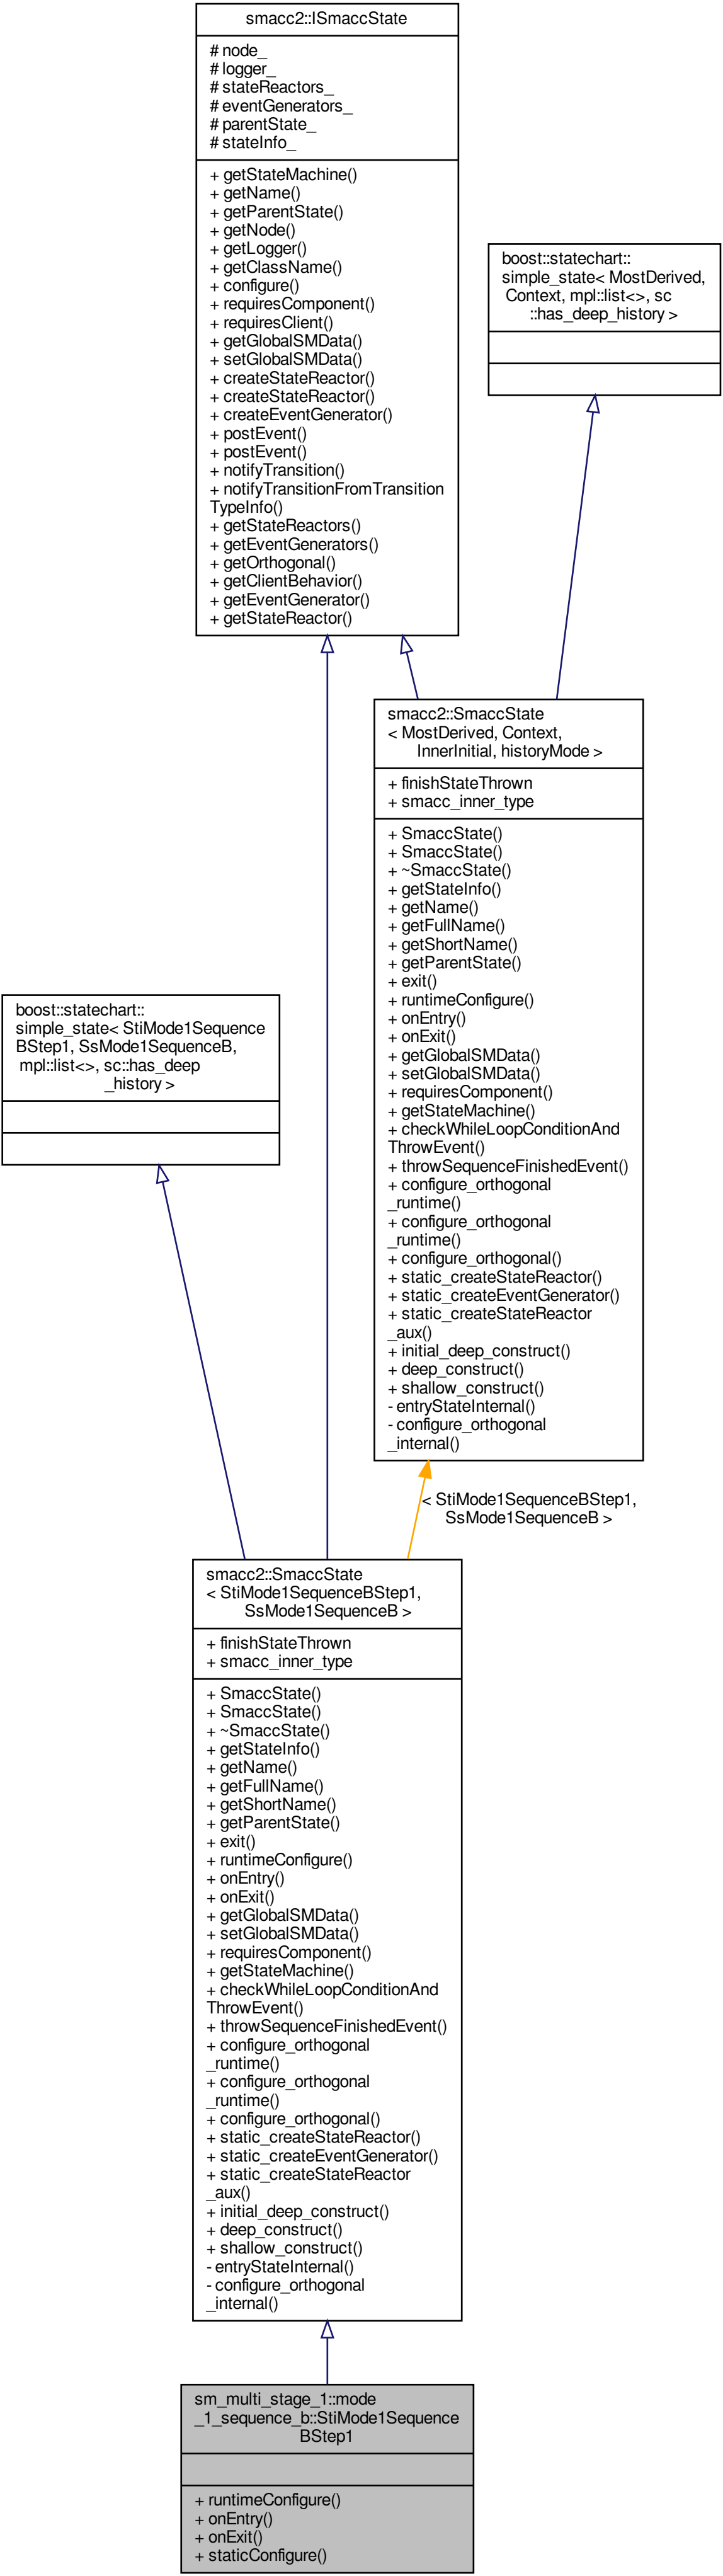 smacc2::ISmaccState
# node_
# logger_
# stateReactors_
# eventGenerators_
# parentState_
# stateInfo_
+ getStateMachine()
+ getName()
+ getParentState()
+ getNode()
+ getLogger()
+ getClassName()
+ configure()
+ requiresComponent()
+ requiresClient()
+ getGlobalSMData()
+ setGlobalSMData()
+ createStateReactor()
+ createStateReactor()
+ createEventGenerator()
+ postEvent()
+ postEvent()
+ notifyTransition()
+ notifyTransitionFromTransition
TypeInfo()
+ getStateReactors()
+ getEventGenerators()
+ getOrthogonal()
+ getClientBehavior()
+ getEventGenerator()
+ getStateReactor()
boost::statechart::
simple_state< MostDerived,
Context, mpl::list<>, sc
::has_deep_history >
smacc2::SmaccState
< MostDerived, Context,
InnerInitial, historyMode >
+ finishStateThrown
+ smacc_inner_type
+ SmaccState()
+ SmaccState()
+ ~SmaccState()
+ getStateInfo()
+ getName()
+ getFullName()
+ getShortName()
+ getParentState()
+ exit()
+ runtimeConfigure()
+ onEntry()
+ onExit()
+ getGlobalSMData()
+ setGlobalSMData()
+ requiresComponent()
+ getStateMachine()
+ checkWhileLoopConditionAnd
ThrowEvent()
+ throwSequenceFinishedEvent()
+ configure_orthogonal
_runtime()
+ configure_orthogonal
_runtime()
+ configure_orthogonal()
+ static_createStateReactor()
+ static_createEventGenerator()
+ static_createStateReactor
_aux()
+ initial_deep_construct()
+ deep_construct()
+ shallow_construct()
- entryStateInternal()
- configure_orthogonal
_internal()
boost::statechart::
simple_state< StiMode1Sequence
BStep1, SsMode1SequenceB,
mpl::list<>, sc::has_deep
_history >
< StiMode1SequenceBStep1,
SsMode1SequenceB >
smacc2::SmaccState
< StiMode1SequenceBStep1,
SsMode1SequenceB >
+ finishStateThrown
+ smacc_inner_type
+ SmaccState()
+ SmaccState()
+ ~SmaccState()
+ getStateInfo()
+ getName()
+ getFullName()
+ getShortName()
+ getParentState()
+ exit()
+ runtimeConfigure()
+ onEntry()
+ onExit()
+ getGlobalSMData()
+ setGlobalSMData()
+ requiresComponent()
+ getStateMachine()
+ checkWhileLoopConditionAnd
ThrowEvent()
+ throwSequenceFinishedEvent()
+ configure_orthogonal
_runtime()
+ configure_orthogonal
_runtime()
+ configure_orthogonal()
+ static_createStateReactor()
+ static_createEventGenerator()
+ static_createStateReactor
_aux()
+ initial_deep_construct()
+ deep_construct()
+ shallow_construct()
- entryStateInternal()
- configure_orthogonal
_internal()
sm_multi_stage_1::mode
_1_sequence_b::StiMode1Sequence
BStep1
+ runtimeConfigure()
+ onEntry()
+ onExit()
+ staticConfigure()